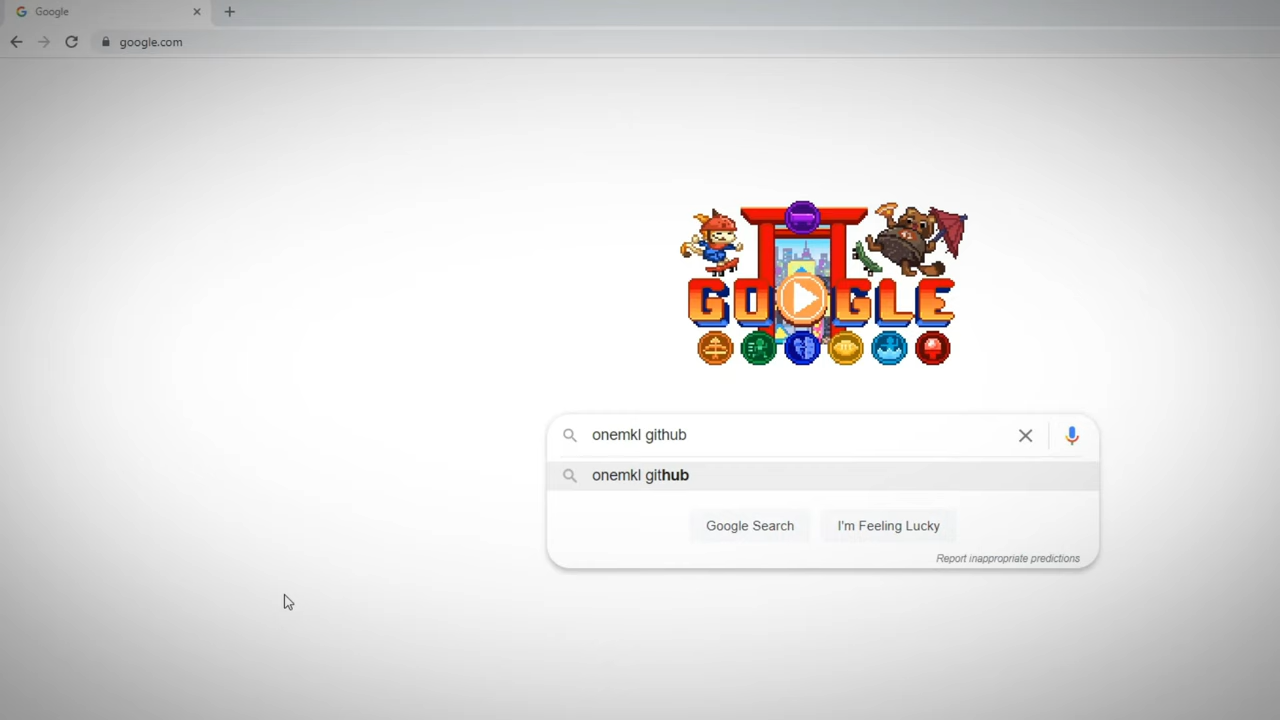 Google
google.com
GOOGLE
onemkl github
onemkl github
Google Search
I'm Feeling Lucky
Report inappropriate predictions